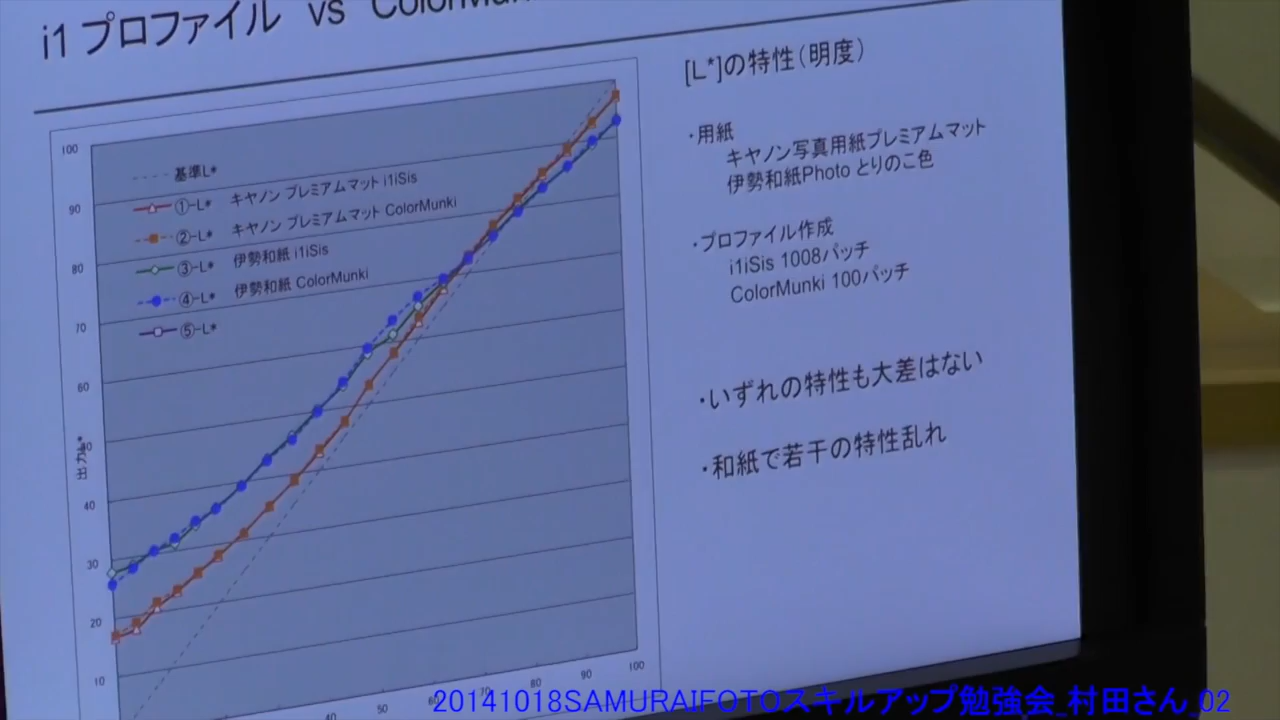 i1 プロファイル vs ColorMunki
[L*]の特性（明度）
100
90
80
70
60
40
30
20
10
出力L*
基準L*
①-L* キヤノン プレミアムマット i1iSis
②-L* キヤノン プレミアムマット ColorMunki
③-L* 伊勢和紙 i1iSis
④-L* 伊勢和紙 ColorMunki
⑤-L*
40
50
70
80
90
100
・用紙
キヤノン写真用紙プレミアムマット
伊勢和紙Photo とりのこ色
・プロファイル作成
i1iSis 1008パッチ
ColorMunki 100パッチ
・いずれの特性も大差はない
・和紙で若干の特性乱れ
20141018SAMURAIFOTOスキルアップ勉強会_村田さん_02